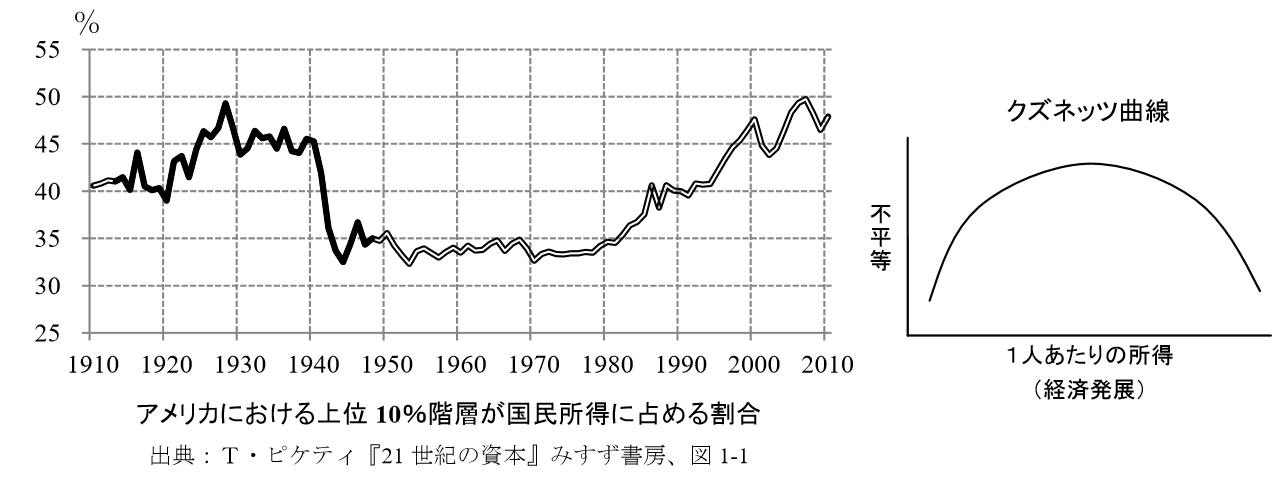 %
55
50
45
40
35
30
25
1910 1920 1930 1940 1950 1960 1970 1980 1990 2000 2010
アメリカにおける上位 10%階層が国民所得に占める割合
出典：T・ピケティ『21 世紀の資本』みすず書房、図 1-1
クズネッツ曲線
不平等
1人あたりの所得
（経済発展）